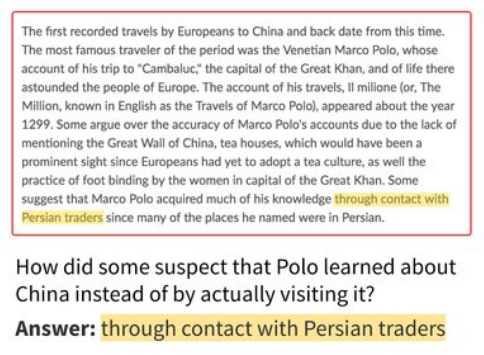 The first recorded travels by Europeans to China and back date from this time.
The most famous traveler of the period was the Venetian Marco Polo, whose
account of his trip to "Cambaluc," the capital of the Great Khan, and of life there
astounded the people of Europe. The account of his travels, Il milione (or, The
Million, known in English as the Travels of Marco Polo), appeared about the year
1299. Some argue over the accuracy of Marco Polo's accounts due to the lack of
mentioning the Great Wall of China, tea houses, which would have been a
prominent sight since Europeans had yet to adopt a tea culture, as well the
practice of foot binding by the women in capital of the Great Khan. Some
suggest that Marco Polo acquired much of his knowledge through contact with
Persian traders since many of the places he named were in Persian.
How did some suspect that Polo learned about
China instead of by actually visiting it?
Answer: through contact with Persian traders